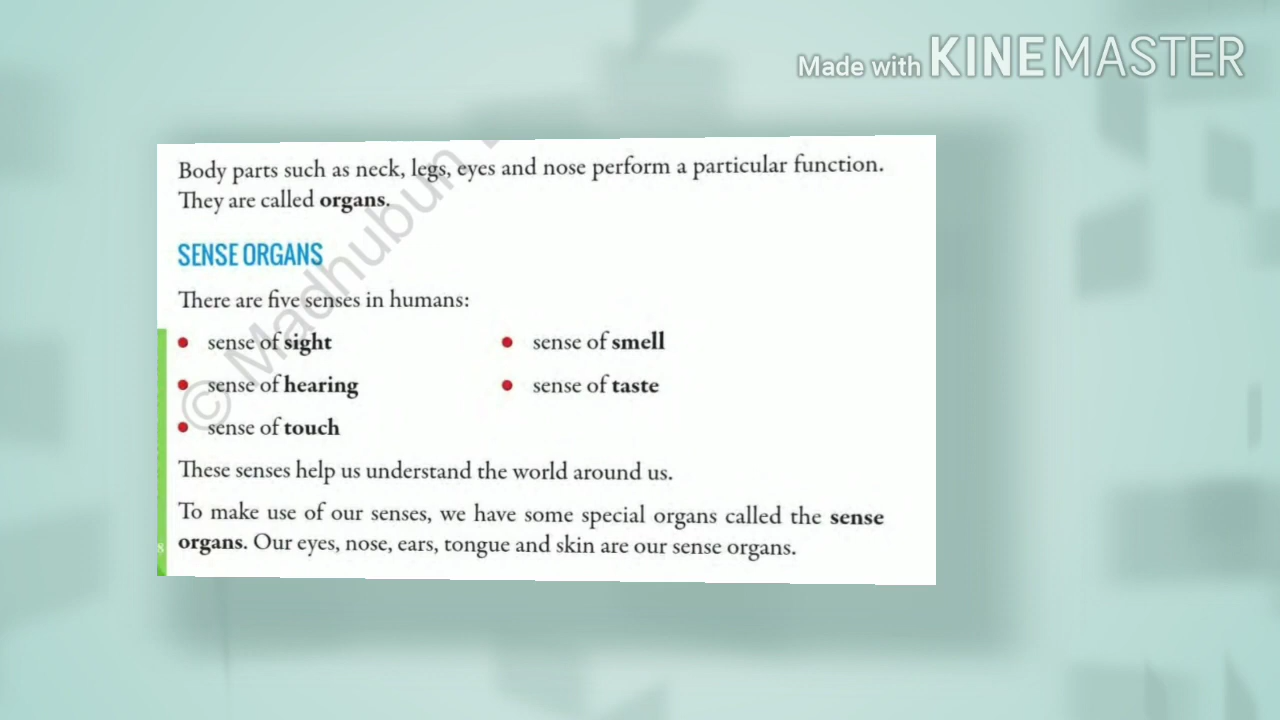 Made with KINEMASTER
Body parts such as neck, legs, eyes and nose perform a particular function.
They are called organs.
SENSE ORGANS
There are five senses in humans:
• sense of sight
• sense of smell
• sense of hearing
• sense of taste
• sense of touch
These senses help us understand the world around us.
To make use of our senses, we have some special organs called the sense
organs. Our eyes, nose, ears, tongue and skin are our sense organs.
8
© Madhubun